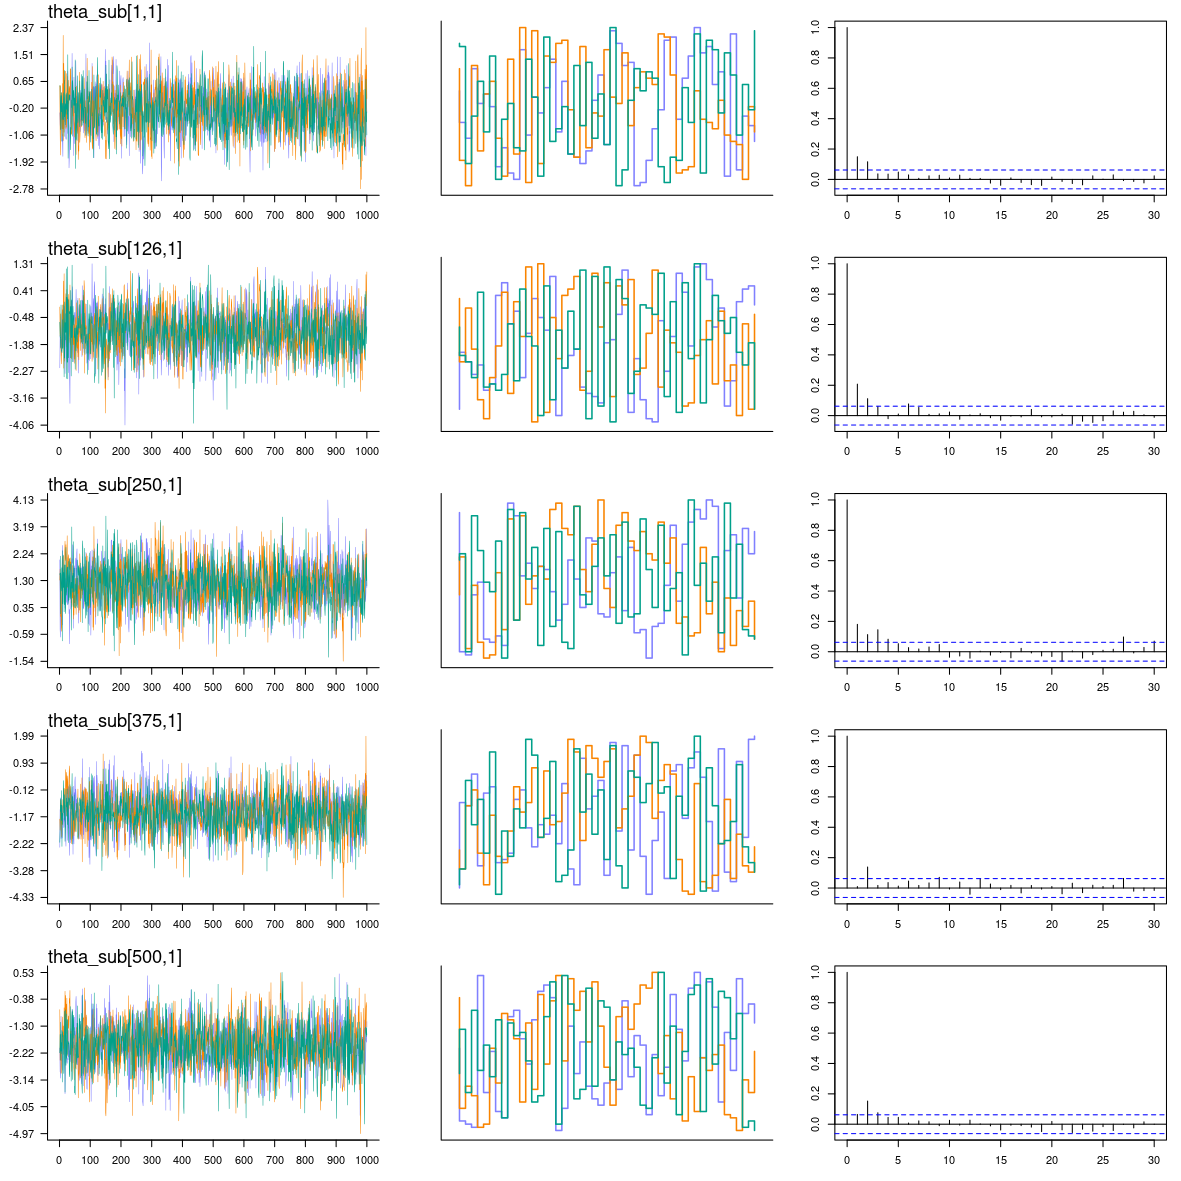 theta_sub[1,1]
2.37
1.51
0.65
-0.20
-1.06
-1.92
-2.78
0 100 200 300 400 500 600 700 800 900 1000
0.0 0.2 0.4 0.6 0.8 1.0
0 5 10 15 20 25 30
theta_sub[126,1]
1.31
0.41
-0.48
-1.38
-2.27
-3.16
-4.06
0 100 200 300 400 500 600 700 800 900 1000
0.0 0.2 0.4 0.6 0.8 1.0
0 5 10 15 20 25 30
theta_sub[250,1]
4.13
3.19
2.24
1.30
0.35
-0.59
-1.54
0 100 200 300 400 500 600 700 800 900 1000
0.0 0.2 0.4 0.6 0.8 1.0
0 5 10 15 20 25 30
theta_sub[375,1]
1.99
0.93
-0.12
-1.17
-2.22
-3.28
-4.33
0 100 200 300 400 500 600 700 800 900 1000
0.0 0.2 0.4 0.6 0.8 1.0
0 5 10 15 20 25 30
theta_sub[500,1]
0.53
-0.38
-1.30
-2.22
-3.14
-4.05
-4.97
0 100 200 300 400 500 600 700 800 900 1000
0.0 0.2 0.4 0.6 0.8 1.0
0 5 10 15 20 25 30